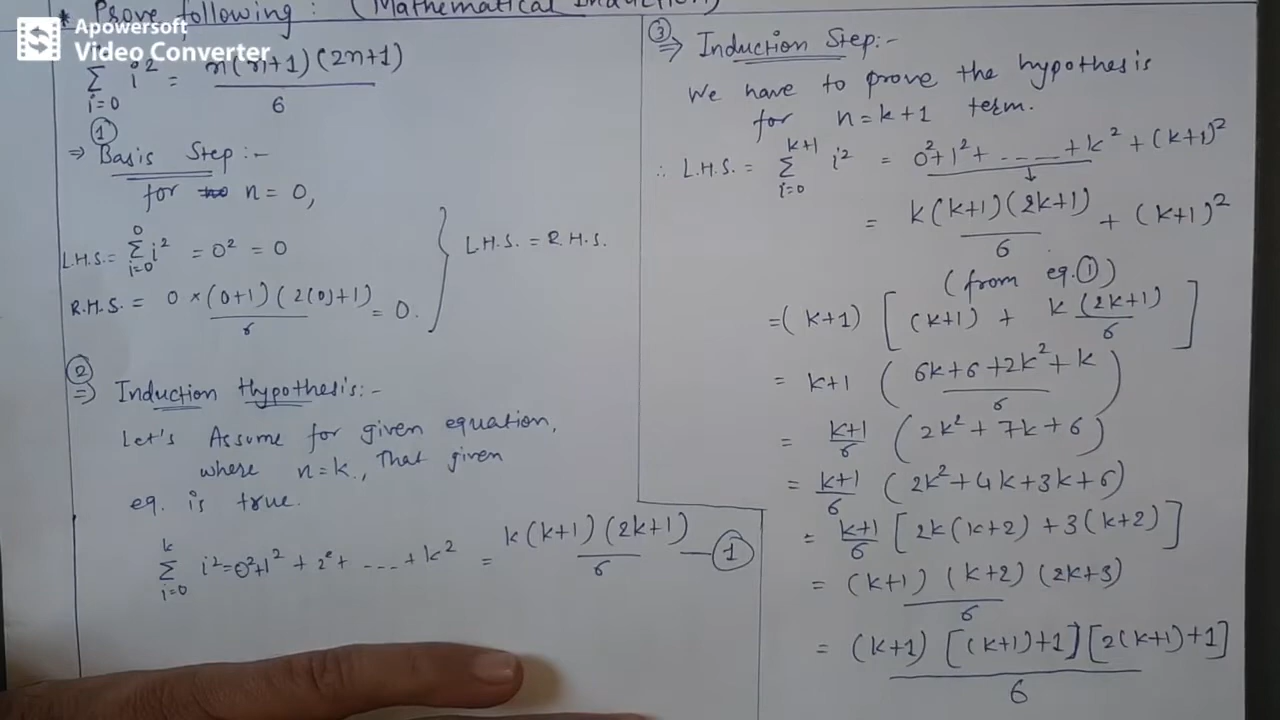 * Prove following : (Mathematical Induction)
Apowersoft
Video Converter
∑ i=0 i² = n(n+1)(2n+1) / 6
①
⇒ Basis Step:-
for n = 0,
L.H.S. = 0 ∑ i=0 i² = 0² = 0
R.H.S. = 0 × (0+1) (2(0)+1) / 6 = 0.
} L.H.S. = R.H.S.
②
⇒ Induction Hypothesis:-
Let's Assume for given equation,
where n=k, That given
eq. is true.
k ∑ i=0 i² = 0²+1² + 2² + ....+ k² = k(k+1)(2k+1) / 6 — ①
③
⇒ Induction Step:-
We have to prove the hypothesis
for n = k+1 term.
∴ L.H.S. = k+1 ∑ i=0 i² = 0²+1²+ ---- + k² + (k+1)²
↓
= k(k+1)(2k+1) / 6 + (k+1)²
(from eq.①)
= (k+1) [ (k+1) + k (2k+1) / 6 ]
= k+1 ( 6k+6+2k²+k / 6 )
= k+1 / 6 ( 2k² + 7k + 6 )
= k+1 / 6 ( 2k²+4k+3k+6 )
= k+1 / 6 [ 2k(k+2) + 3(k+2) ]
= (k+1) (k+2) (2k+3) / 6
= (k+1) [(k+1)+1] [2(k+1)+1] / 6